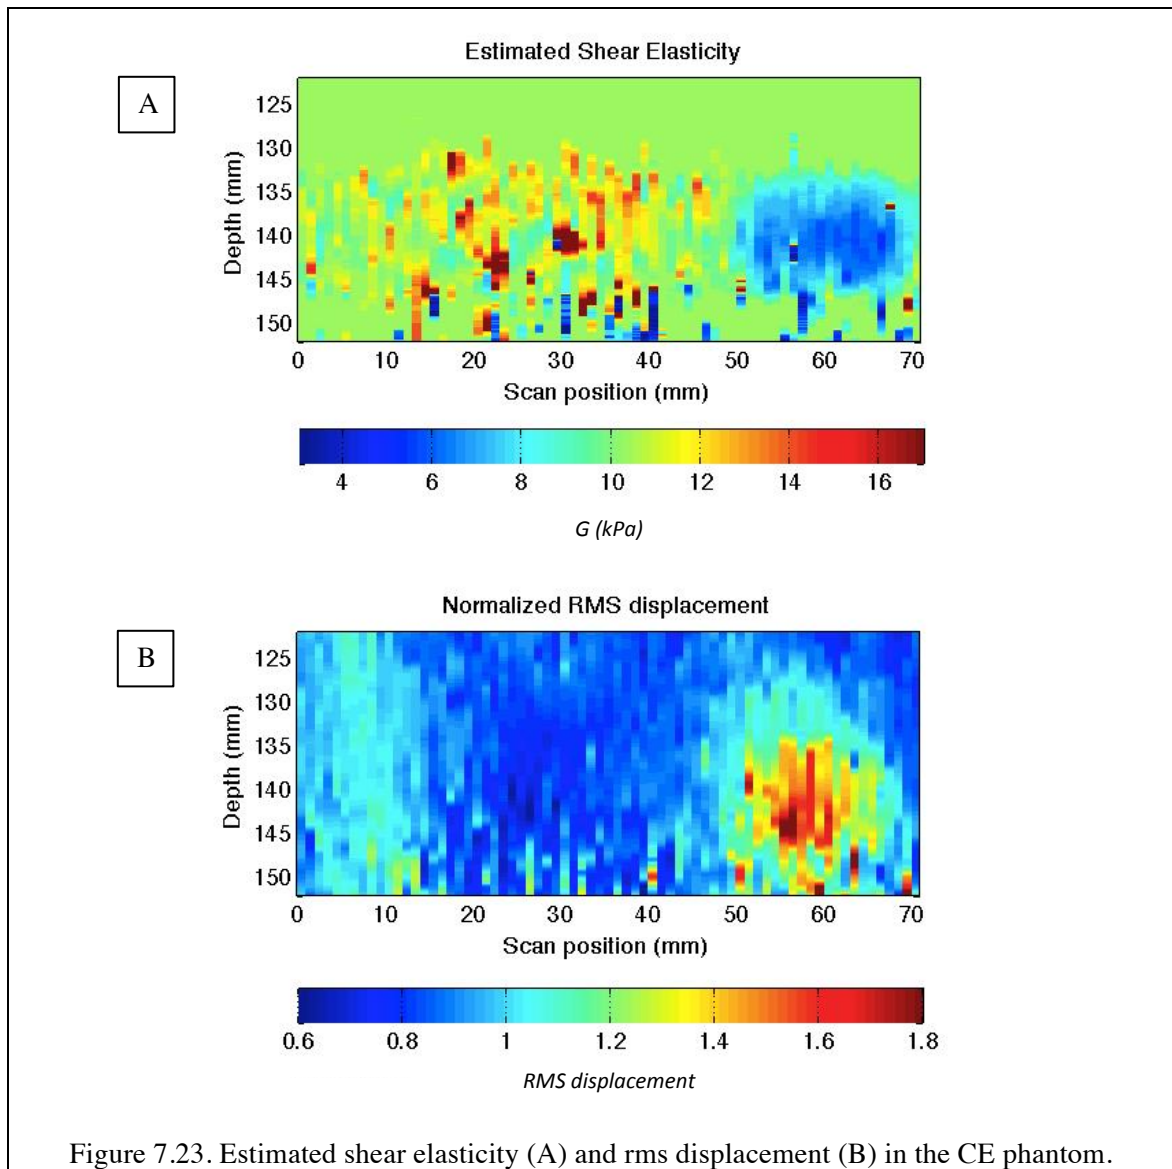 Estimated Shear Elasticity
A
Depth (mm)
125
130
135
140
145
150
0 10 20 30 40 50 60 70
Scan position (mm)
4 6 8 10 12 14 16
G (kPa)
Normalized RMS displacement
B
Depth (mm)
125
130
135
140
145
150
0 10 20 30 40 50 60 70
Scan position (mm)
0.6 0.8 1 1.2 1.4 1.6 1.8
RMS displacement
Figure 7.23. Estimated shear elasticity (A) and rms displacement (B) in the CE phantom.